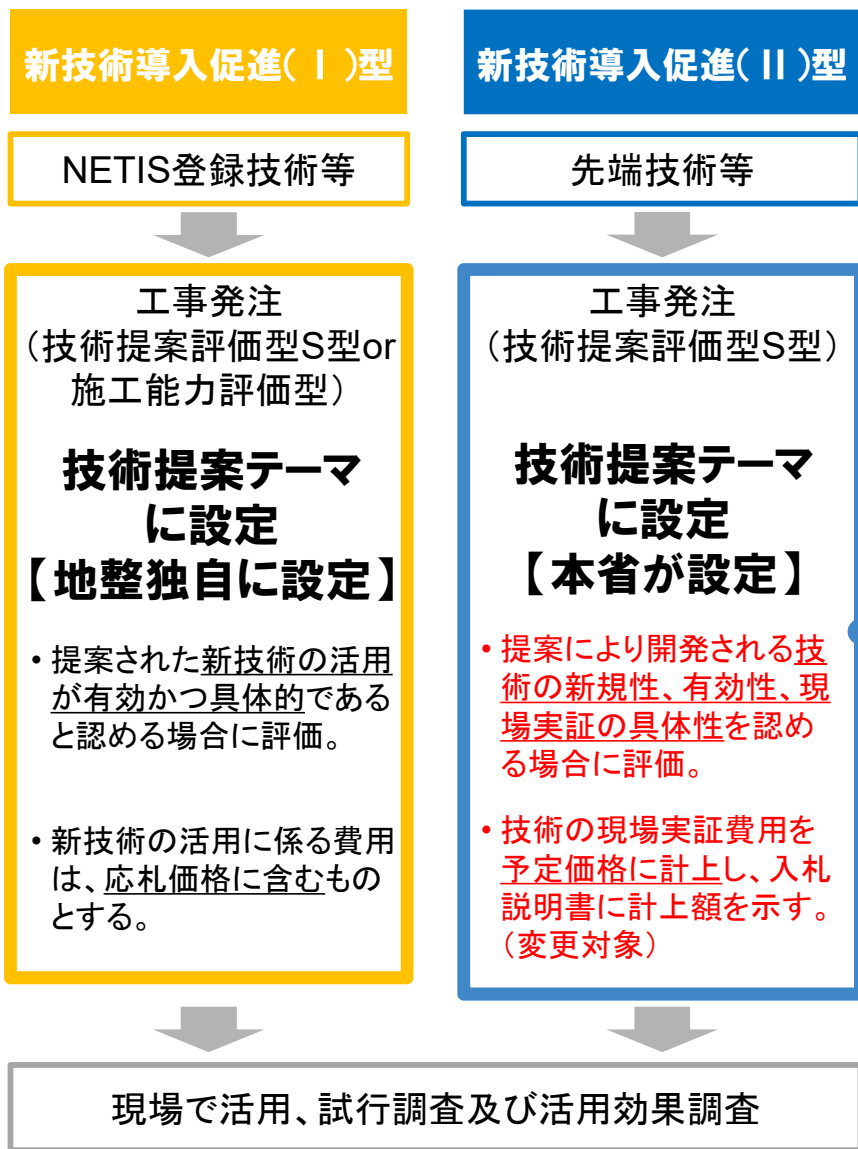 新技術導入促進(Ⅰ)型
NETIS登録技術等
工事発注
（技術提案評価型S型or
施工能力評価型）
技術提案テーマ
に設定
【地整独自に設定】
・提案された新技術の活用
が有効かつ具体的である
と認める場合に評価。
・新技術の活用に係る費用
は、応札価格に含むもの
とする。
新技術導入促進(Ⅱ)型
先端技術等
工事発注
（技術提案評価型S型）
技術提案テーマ
に設定
【本省が設定】
・提案により開発される技
術の新規性、有効性、現
場実証の具体性を認め
る場合に評価。
・技術の現場実証費用を
予定価格に計上し、入札
説明書に計上額を示す。
（変更対象）
現場で活用、試行調査及び活用効果調査